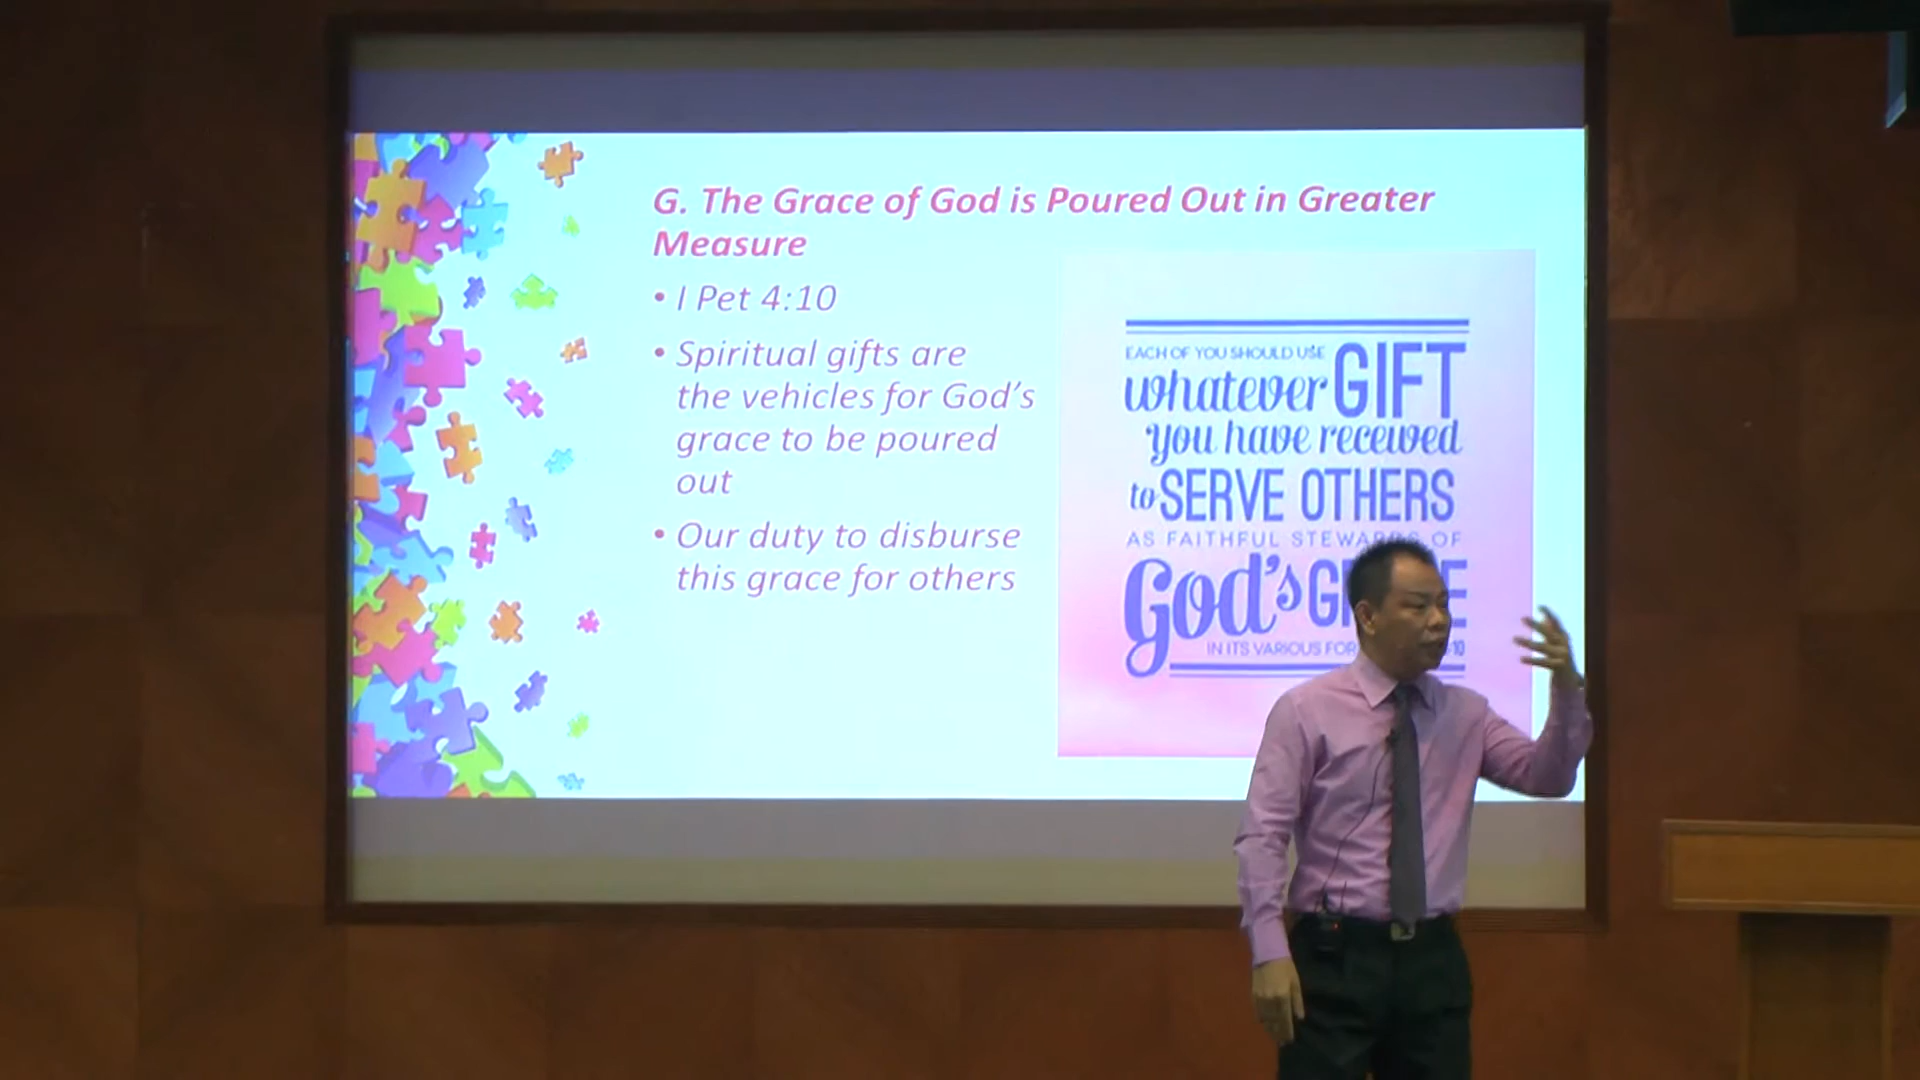 G. The Grace of God is Poured Out in Greater
Measure
• I Pet 4:10
• Spiritual gifts are
the vehicles for God's
grace to be poured
out
• Our duty to disburse
this grace for others
EACH OF YOU SHOULD USE
whatever GIFT
you have received
to SERVE OTHERS
AS FAITHFUL STEWARDS OF
God's
IN ITS VARIOUS